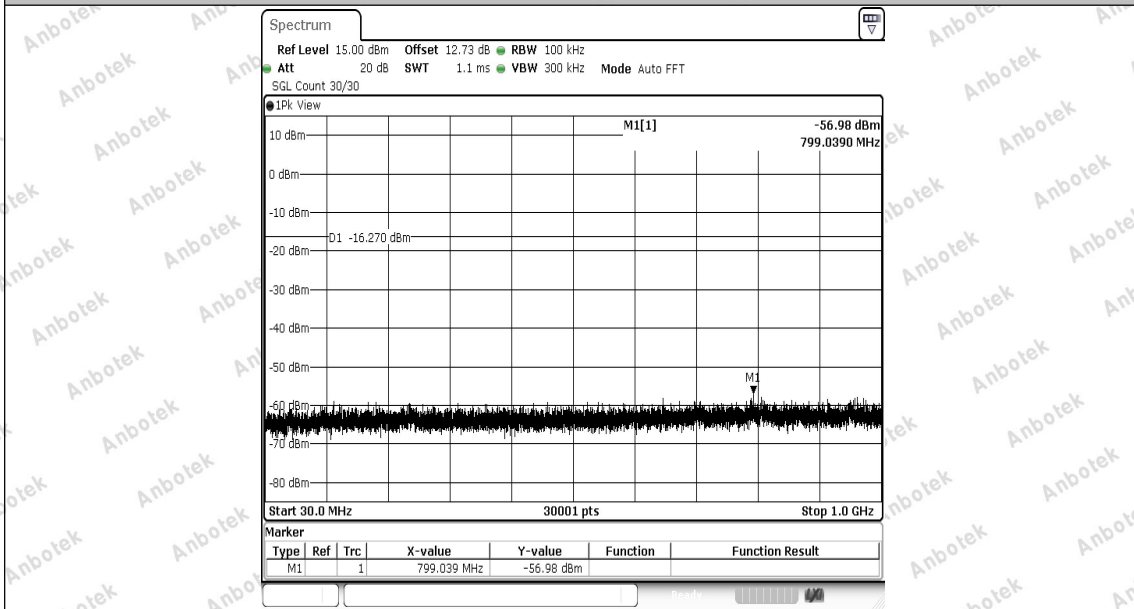 Spectrum
Ref Level 15.00 dBm Offset 12.73 dB RBW 100 kHz
Att 20 dB SWT 1.1 ms VBW 300 kHz Mode Auto FFT
SGL Count 30/30
1Pk View
M1[1] -56.98 dBm
799.0390 MHz
10 dBm
0 dBm
-10 dBm
D1 -16.270 dBm
-20 dBm
-30 dBm
-40 dBm
-50 dBm
M1
-60 dBm
-70 dBm
-80 dBm
Start 30.0 MHz 30001 pts Stop 1.0 GHz
Marker
Type Ref Trc X-value Y-value Function Function Result
M1 1 799.039 MHz -56.98 dBm
Ready
Anbotek